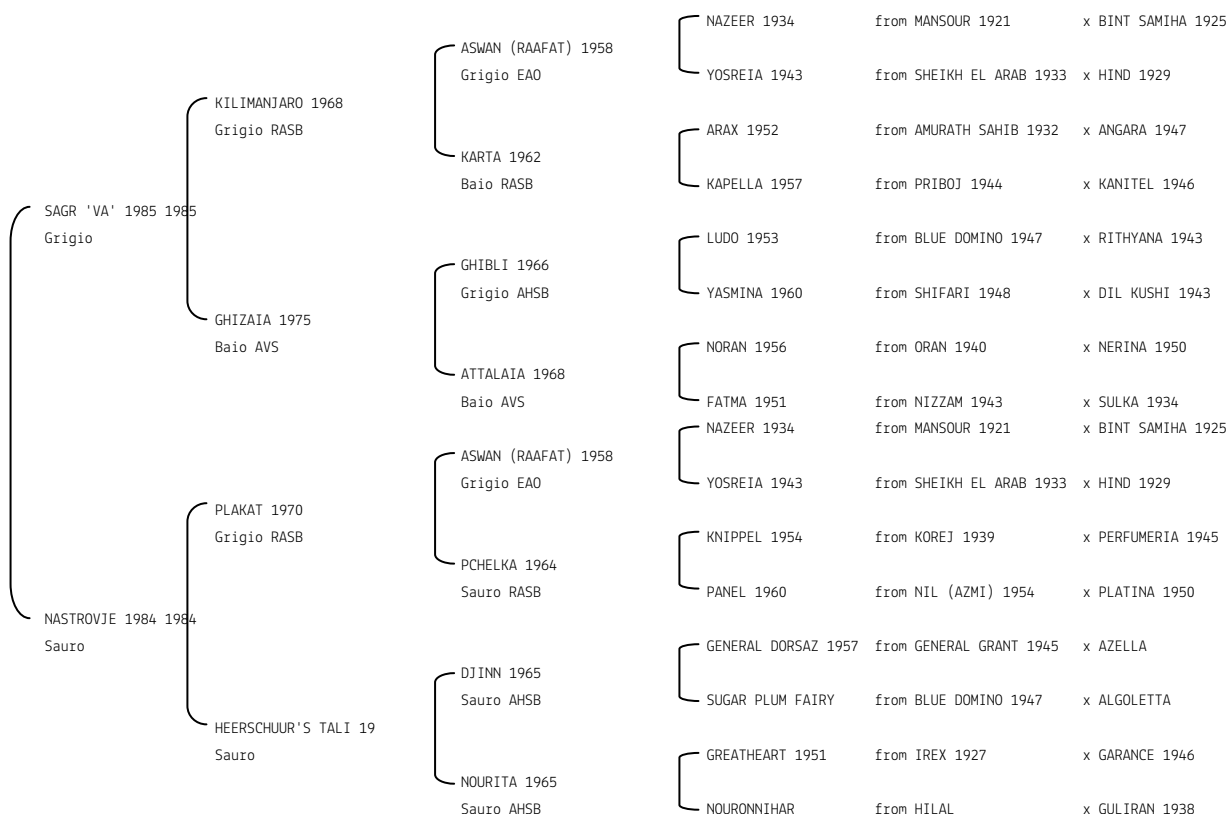 NAZEER 1934 from MANSOUR 1921 x BINT SAMIHA 1925
ASWAN (RAAFAT) 1958
Grigio EAO
YOSREIA 1943 from SHEIKH EL ARAB 1933 x HIND 1929
KILIMANJARO 1968
Grigio RASB
ARAX 1952 from AMURATH SAHIB 1932 x ANGARA 1947
KARTA 1962
Baio RASB
KAPELLA 1957 from PRIBOJ 1944 x KANITEL 1946
SAGR 'VA' 1985 1985
Grigio
LUDO 1953 from BLUE DOMINO 1947 x RITHYANA 1943
GHIBLI 1966
Grigio AHSB
YASMINA 1960 from SHIFARI 1948 x DIL KUSHI 1943
GHIZAIA 1975
Baio AVS
NORAN 1956 from ORAN 1940 x NERINA 1950
ATTALAIA 1968
Baio AVS
FATMA 1951 from NIZZAM 1943 x SULKA 1934
NAZEER 1934 from MANSOUR 1921 x BINT SAMIHA 1925
ASWAN (RAAFAT) 1958
Grigio EAO
YOSREIA 1943 from SHEIKH EL ARAB 1933 x HIND 1929
PLAKAT 1970
Grigio RASB
KNIPPEL 1954 from KOREJ 1939 x PERFUMERIA 1945
PCHELKA 1964
Sauro RASB
PANEL 1960 from NIL (AZMI) 1954 x PLATINA 1950
NASTROVJE 1984 1984
Sauro
GENERAL DORSAZ 1957 from GENERAL GRANT 1945 x AZELLA
DJINN 1965
Sauro AHSB
SUGAR PLUM FAIRY from BLUE DOMINO 1947 x ALGOLETTA
HEERSCHUUR'S TALI 19
Sauro
GREATHEART 1951 from IREX 1927 x GARANCE 1946
NOURITA 1965
Sauro AHSB
NOURONNIHAR from HILAL x GULIRAN 1938